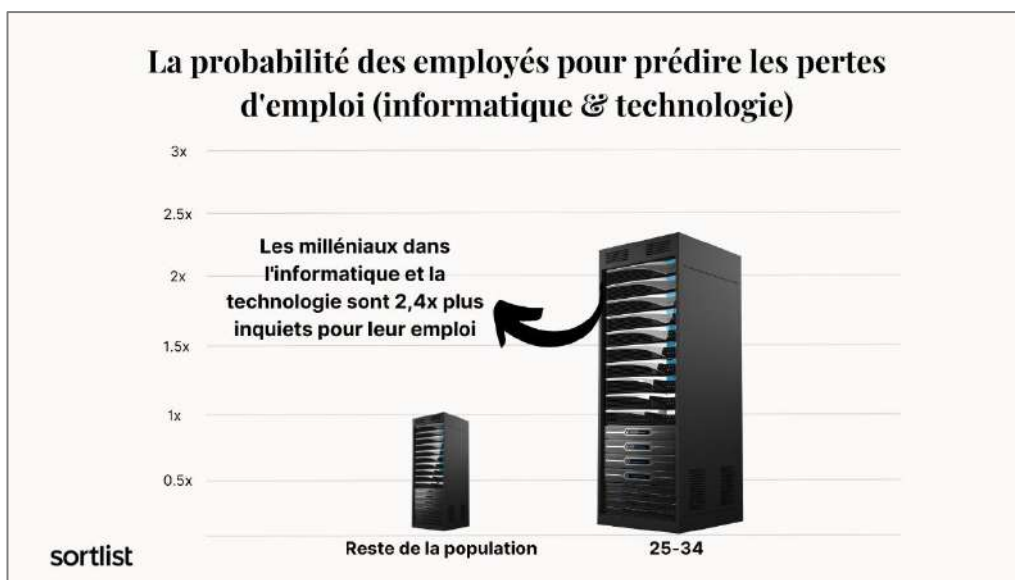 La probabilité des employés pour prédire les pertes
d'emploi (informatique & technologie)
3x
2.5x
Les milléniaux dans
l'informatique et la
technologie sont 2,4x plus
inquiets pour leur emploi
2x
1.5x
1x
0.5x
Reste de la population
25-34
sortlist